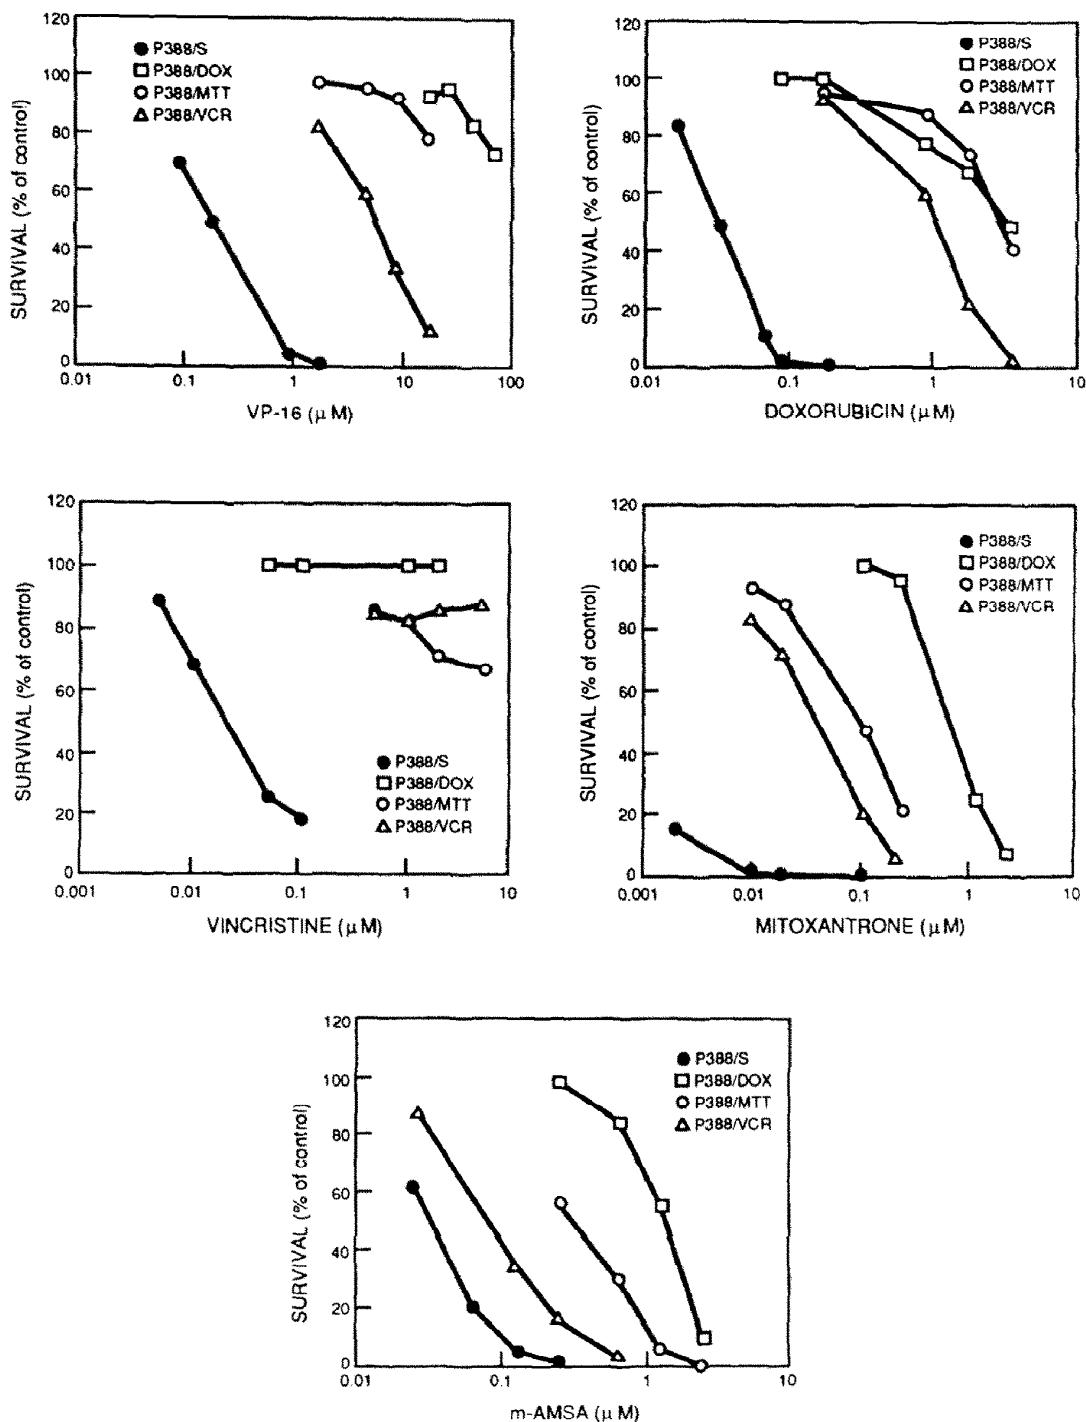 120
100
80
60
40
20
0
SURVIVAL (% of control)
P388/S
P388/DOX
P388/MTT
P388/VCR
0.01 0.1 1 10 100
VP-16 (μ M)
120
100
80
60
40
20
0
SURVIVAL (% of control)
P388/S
P388/DOX
P388/MTT
P388/VCR
0.01 0.1 1 10
DOXORUBICIN (μ M)
120
100
80
60
40
20
0
SURVIVAL (% of control)
P388/S
P388/DOX
P388/MTT
P388/VCR
0.001 0.01 0.1 1 10
VINCRISTINE (μ M)
120
100
80
60
40
20
0
SURVIVAL (% of control)
P388/S
P388/DOX
P388/MTT
P388/VCR
0.001 0.01 0.1 1 10
MITOXANTRONE (μ M)
120
100
80
60
40
20
0
SURVIVAL (% of control)
P388/S
P388/DOX
P388/MTT
P388/VCR
0.01 0.1 1 10
m-AMSA (μ M)